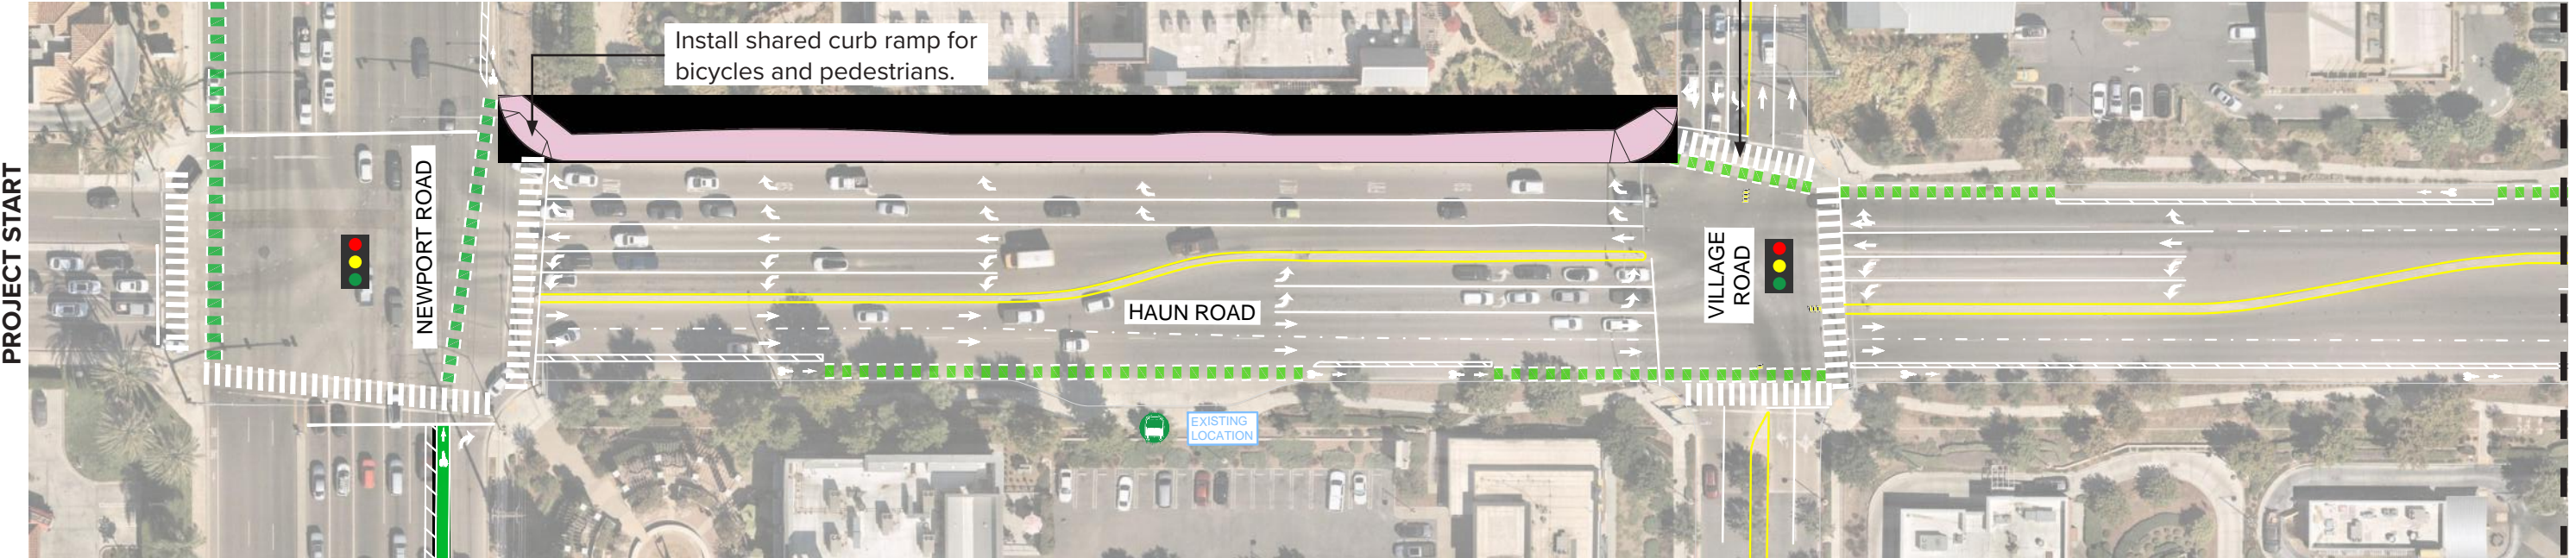 PROJECT START
Install shared curb ramp for
bicycles and pedestrians.
NEWPORT ROAD
HAUN ROAD
VILLAGE
ROAD
EXISTING
LOCATION